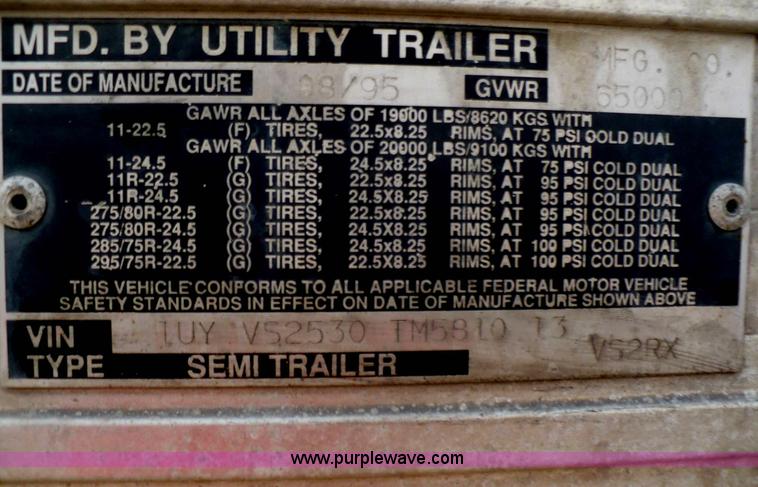 MFD. BY UTILITY TRAILER MFG. CO.
DATE OF MANUFACTURE 08/95 GVWR 65000
GAWR ALL AXLES OF 19000 LBS/8620 KGS WITH
11-22.5 (F) TIRES, 22.5x8.25 RIMS, AT 75 PSI COLD DUAL
GAWR ALL AXLES OF 20000 LBS/9100 KGS WITH
11-24.5 (F) TIRES, 24.5x8.25 RIMS, AT 75 PSI COLD DUAL
11R-22.5 (G) TIRES, 22.5x8.25 RIMS, AT 95 PSI COLD DUAL
11R-24.5 (G) TIRES, 24.5x8.25 RIMS, AT 95 PSI COLD DUAL
275/80R-22.5 (G) TIRES, 22.5x8.25 RIMS, AT 95 PSI COLD DUAL
275/80R-24.5 (G) TIRES, 24.5x8.25 RIMS, AT 95 PSI COLD DUAL
285/75R-24.5 (G) TIRES, 24.5x8.25 RIMS, AT 100 PSI COLD DUAL
295/75R-22.5 (G) TIRES, 22.5X8.25 RIMS, AT 100 PSI COLD DUAL
THIS VEHICLE CONFORMS TO ALL APPLICABLE FEDERAL MOTOR VEHICLE
SAFETY STANDARDS IN EFFECT ON DATE OF MANUFACTURE SHOWN ABOVE
VIN 1UY VS2530 TM5810 13
VS2RX
TYPE SEMI TRAILER
www.purplewave.com